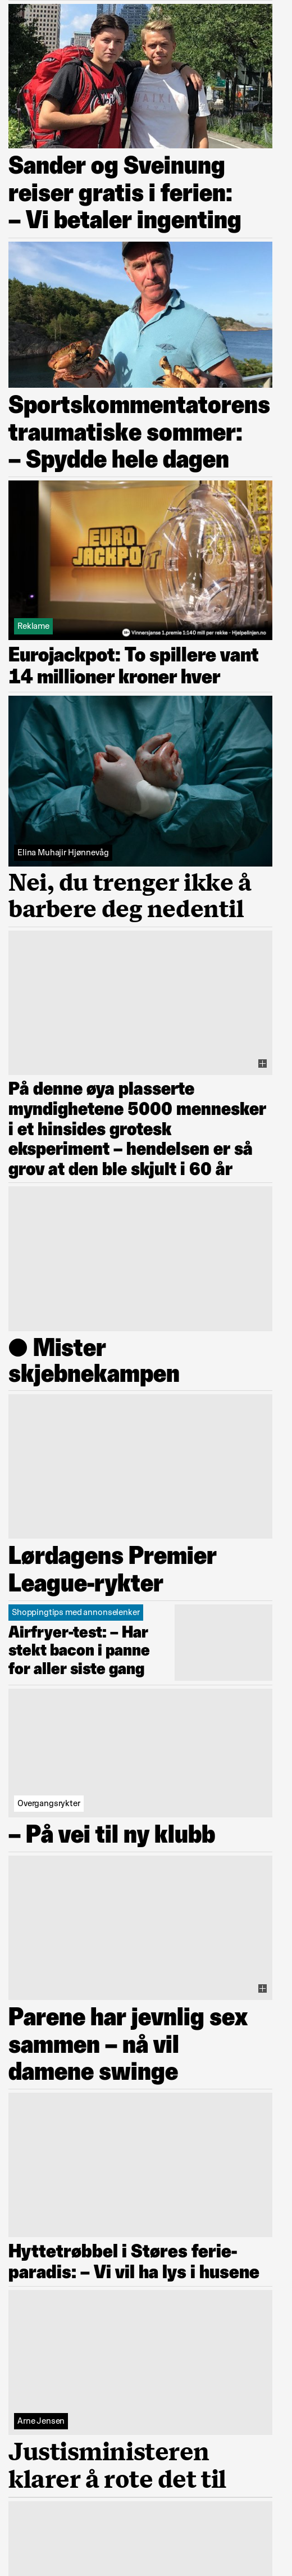 Sander og Sveinung
reiser gratis i ferien:
– Vi betaler ingenting
Sportskommentatorens
traumatiske sommer:
– Spydde hele dagen
EURO
JACKPOT
Reklame
Vinnersjanse 1.premie 1:140 mill per rekke - Hjelpelinjen.no
Eurojackpot: To spillere vant
14 millioner kroner hver
Elina Muhajir Hjønnevåg
Nei, du trenger ikke å
barbere deg nedentil
På denne øya plasserte
myndighetene 5000 mennesker
i et hinsides grotesk
eksperiment – hendelsen er så
grov at den ble skjult i 60 år
● Mister
skjebnekampen
Lørdagens Premier
League-rykter
Shoppingtips med annonselenker
Airfryer-test: – Har
stekt bacon i panne
for aller siste gang
Overgangsrykter
– På vei til ny klubb
Parene har jevnlig sex
sammen – nå vil
damene swinge
Hyttetrøbbel i Støres ferie-
paradis: – Vi vil ha lys i husene
Arne Jensen
Justisministeren
klarer å rote det til